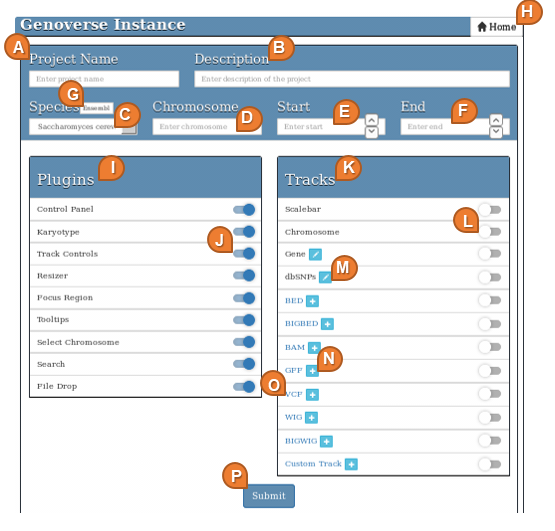 Genoverse Instance
Home
H
A
Project Name
Description
B
Enter project name
Enter description of the project
G
Species
Ensembl
C
Chromosome
D
Start
E
End
F
Saccharomyces cerev
Enter chromosome
Enter start
Enter end
Plugins
I
Control Panel
Karyotype
J
Track Controls
Resizer
Focus Region
Tooltips
Select Chromosome
Search
File Drop
Tracks
K
Scalebar
L
Chromosome
Gene
dbSNPs
M
BED
BIGBED
BAM
N
GFF
O
VCF
WIG
BIGWIG
Custom Track
P
Submit